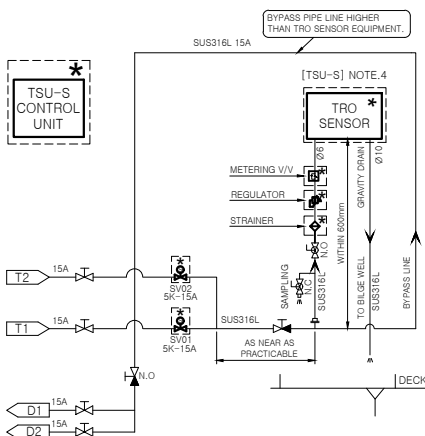 BYPASS PIPE LINE HIGHER
THAN TRO SENSOR EQUIPMENT.
SUS316L 15A
*
TSU-S
CONTROL
UNIT
[TSU-S] NOTE.4
TRO *
SENSOR
Ø6
GRAVITY DRAIN
Ø10
METERING V/V
*
REGULATOR
*
STRAINER
*
N.O
WITHIN 600mm
SAMPLING
N.C
SUS316L
TO BILGE WELL
SUS316L
BYPASS LINE
T2
15A
*
SV02
5K-15A
T1
15A
*
SV01
5K-15A
SUS316L
AS NEAR AS
PRACTICABLE
N.O
DECK
D1
15A
D2
15A